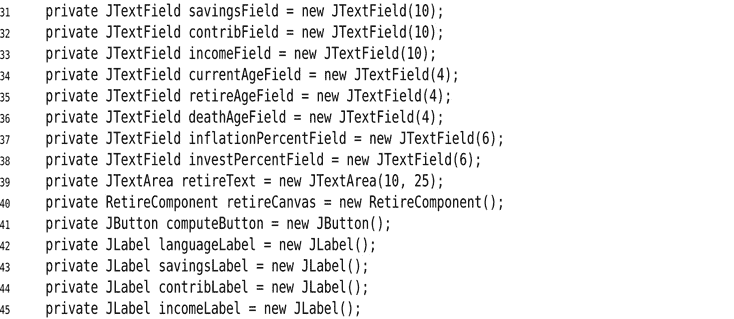 31 private JTextField savingsField = new JTextField(10);
32 private JTextField contribField = new JTextField(10);
33 private JTextField incomeField = new JTextField(10);
34 private JTextField currentAgeField = new JTextField(4);
35 private JTextField retireAgeField = new JTextField(4);
36 private JTextField deathAgeField = new JTextField(4);
37 private JTextField inflationPercentField = new JTextField(6);
38 private JTextField investPercentField = new JTextField(6);
39 private JTextArea retireText = new JTextArea(10, 25);
40 private RetireComponent retireCanvas = new RetireComponent();
41 private JButton computeButton = new JButton();
42 private JLabel languageLabel = new JLabel();
43 private JLabel savingsLabel = new JLabel();
44 private JLabel contribLabel = new JLabel();
45 private JLabel incomeLabel = new JLabel();